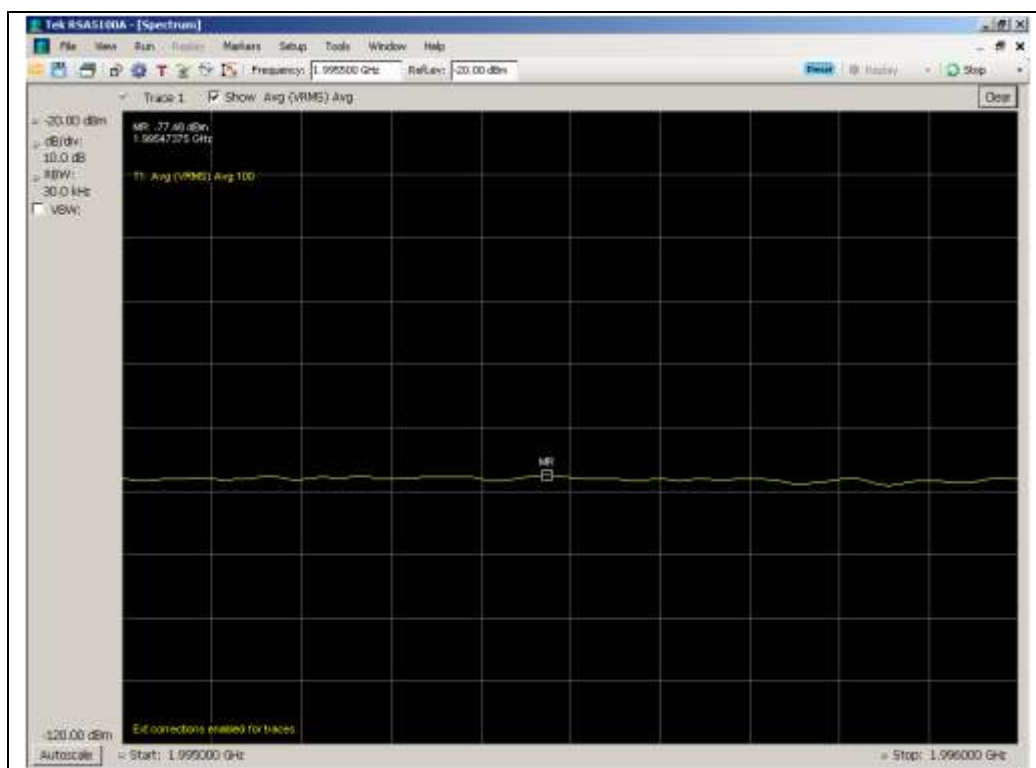 Tek RSA5100A - [Spectrum]
File View Run Replay Markers Setup Tools Window Help
Frequency: 1.995500 GHz RefLev: -20.00 dBm Preset Replay Stop
Trace 1 Show Avg (VRMS) Avg Clear
-20.00 dBm
dB/div:
10.0 dB
RBW:
30.0 kHz
VBW:
MR: -77.68 dBm
1.99547375 GHz
T1: Avg (VRMS) Avg 100
MR
Ext corrections enabled for traces
-120.00 dBm
Autoscale Start: 1.995000 GHz Stop: 1.996000 GHz